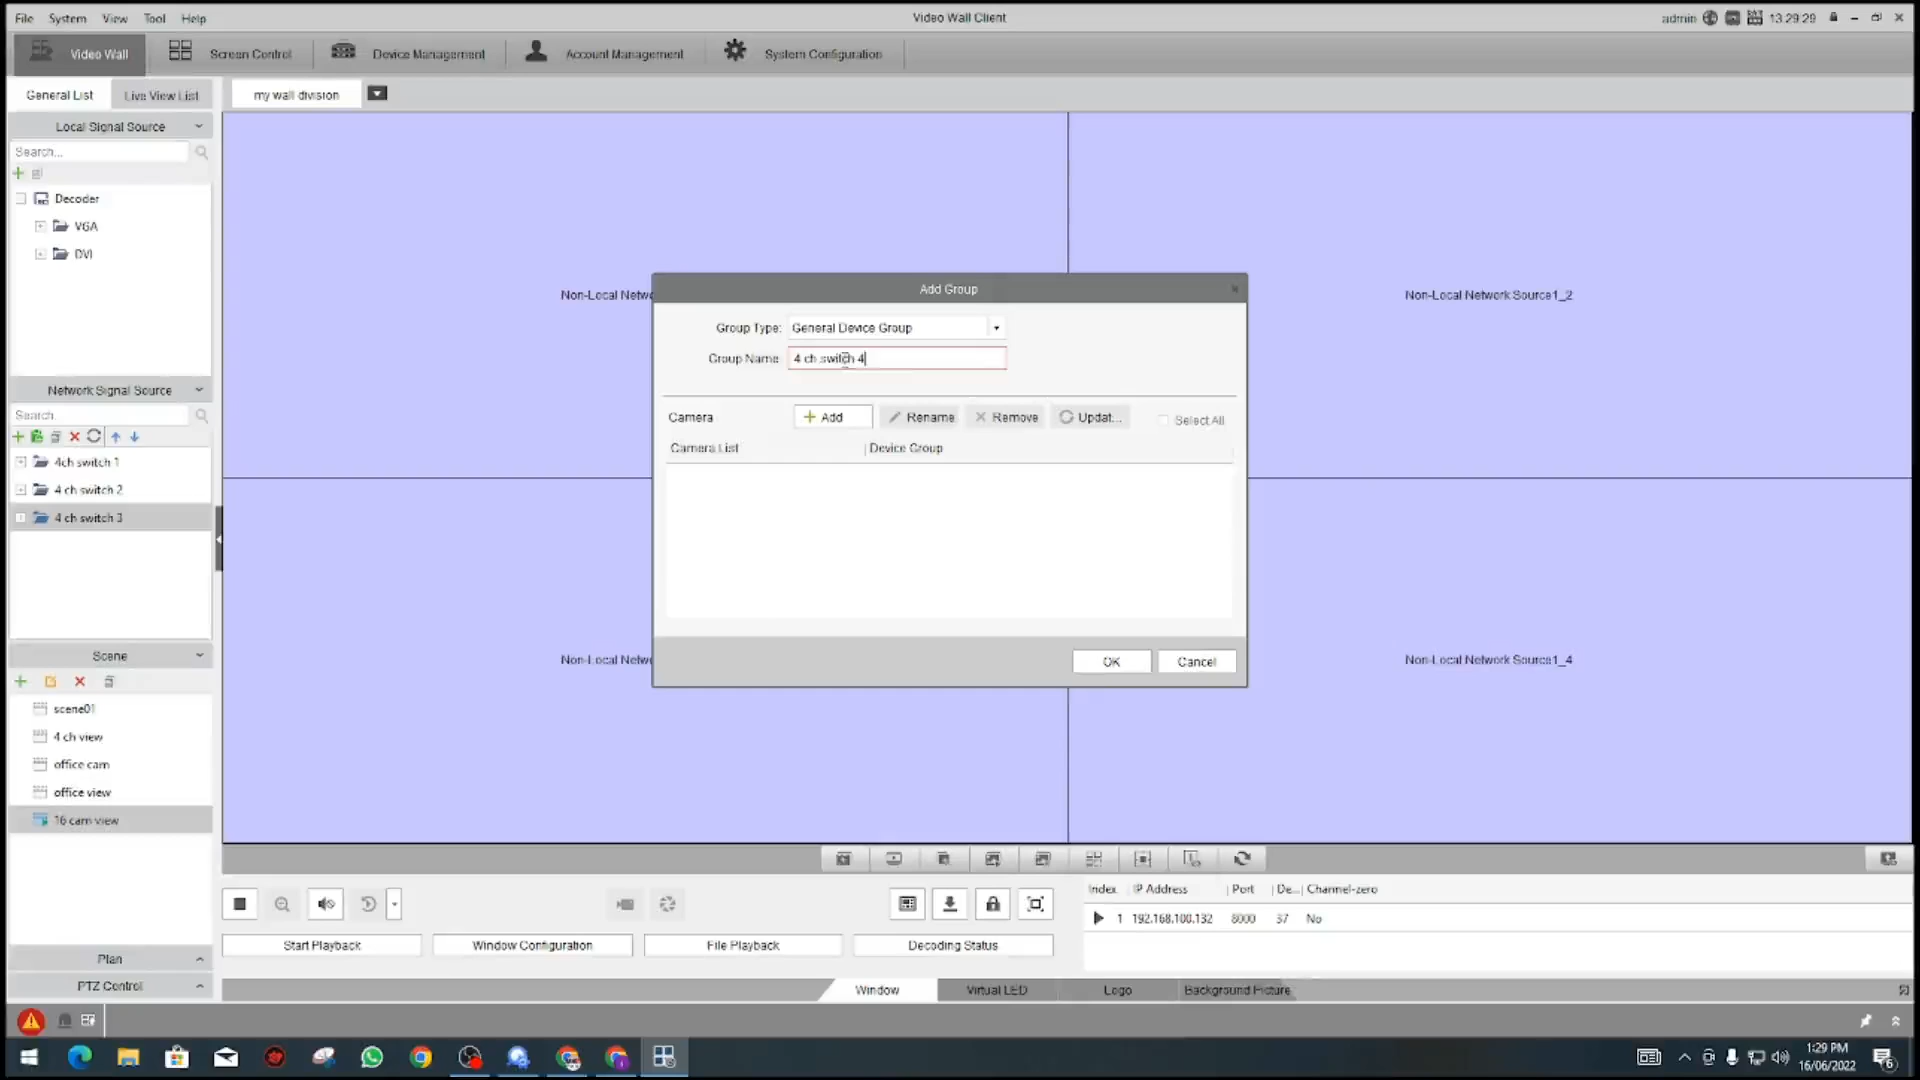 File System View Tool Help
Video Wall Client
admin 13:29:29
Video Wall
Screen Control
Device Management
Account Management
System Configuration
General List
Live View List
my wall division
Local Signal Source
Search...
Decoder
VGA
DVI
Network Signal Source
Search...
4ch switch 1
4 ch switch 2
4 ch switch 3
Scene
scene01
4 ch view
office cam
office view
16 cam view
Plan
PTZ Control
Non-Local Netw
Non-Local Network Source1_2
Non-Local Netw
Non-Local Network Source1_4
Add Group
Group Type: General Device Group
Group Name: 4 ch switch 4
Camera
Add
Rename
Remove
Updat...
Select All
Camera List
Device Group
OK
Cancel
Index IP Address Port De... Channel-zero
1 192.168.100.132 8000 37 No
Start Playback
Window Configuration
File Playback
Decoding Status
Window
Virtual LED
Logo
Background Picture
1:29 PM
16/06/2022
6